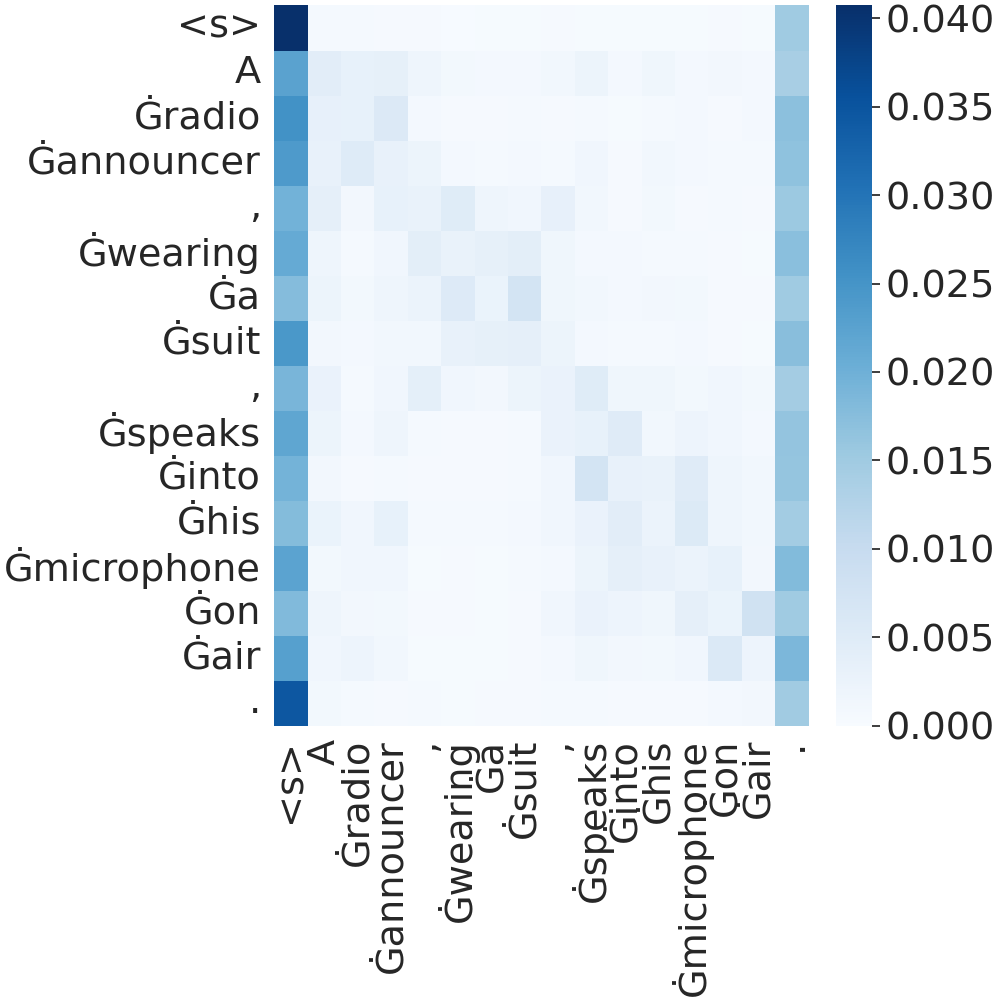 <s>
A
Ġradio
Ġannouncer
,
Ġwearing
Ġa
Ġsuit
,
Ġspeaks
Ġinto
Ġhis
Ġmicrophone
Ġon
Ġair
.
<s>
A
Ġradio
Ġannouncer
,
Ġwearing
Ġa
Ġsuit
,
Ġspeaks
Ġinto
Ġhis
Ġmicrophone
Ġon
Ġair
.
0.040
0.035
0.030
0.025
0.020
0.015
0.010
0.005
0.000